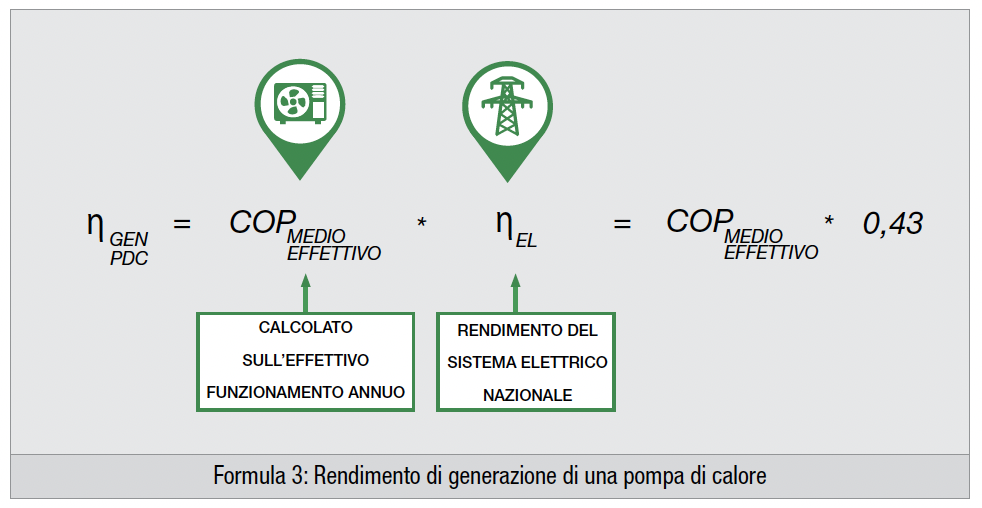 η GEN PDC = COP MEDIO EFFETTIVO * η EL = COP MEDIO EFFETTIVO * 0,43
CALCOLATO
SULL'EFFETTIVO
FUNZIONAMENTO ANNUO
RENDIMENTO DEL
SISTEMA ELETTRICO
NAZIONALE
Formula 3: Rendimento di generazione di una pompa di calore